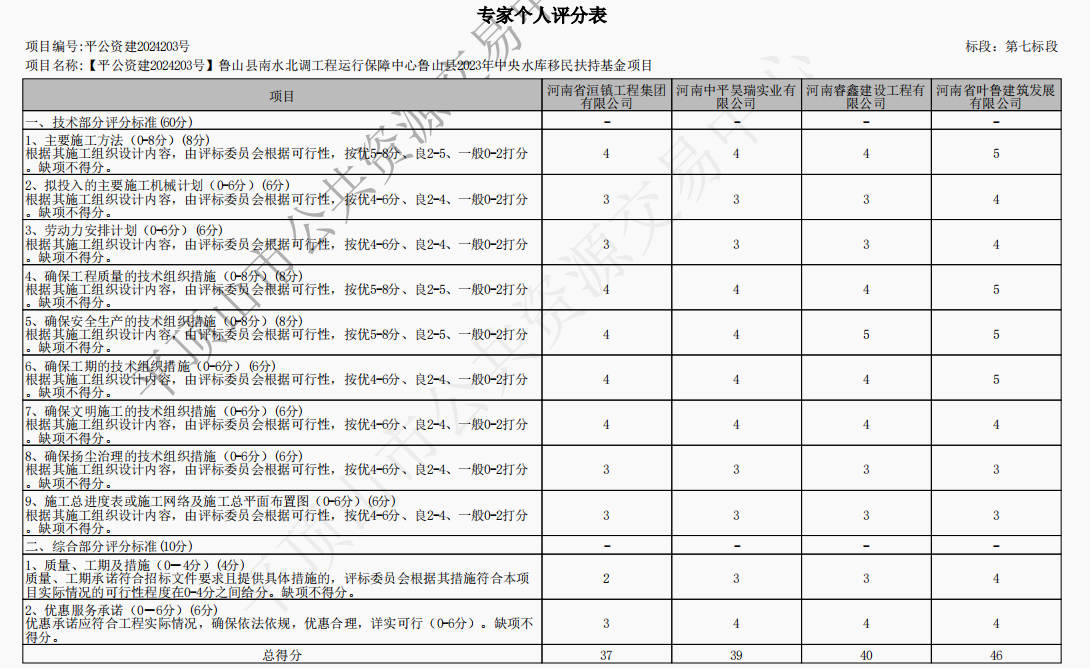 专家个人评分表
项目编号:平公资建2024203号 标段：第七标段
项目名称:【平公资建2024203号】鲁山县南水北调工程运行保障中心鲁山县2023年中央水库移民扶持基金项目
项目 河南省洹镇工程集团有限公司 河南中平昊瑞实业有限公司 河南睿鑫建设工程有限公司 河南省叶鲁建筑发展有限公司
一、技术部分评分标准(60分) - - - -
1、主要施工方法（0-8分）(8分)
根据其施工组织设计内容，由评标委员会根据可行性，按优5-8分、良2-5、一般0-2打分 4 4 4 5
。缺项不得分。
2、拟投入的主要施工机械计划（0-6分）(6分)
根据其施工组织设计内容，由评标委员会根据可行性，按优4-6分、良2-4、一般0-2打分 3 3 3 4
。缺项不得分。
3、劳动力安排计划（0-6分）(6分)
根据其施工组织设计内容，由评标委员会根据可行性，按优4-6分、良2-4、一般0-2打分 3 3 3 4
。缺项不得分。
4、确保工程质量的技术组织措施（0-8分）(8分)
根据其施工组织设计内容，由评标委员会根据可行性，按优5-8分、良2-5、一般0-2打分 4 4 4 5
。缺项不得分。
5、确保安全生产的技术组织措施（0-8分）(8分)
根据其施工组织设计内容，由评标委员会根据可行性，按优5-8分、良2-5、一般0-2打分 4 4 5 5
。缺项不得分。
6、确保工期的技术组织措施（0-6分）(6分)
根据其施工组织设计内容，由评标委员会根据可行性，按优4-6分、良2-4、一般0-2打分 4 4 4 5
。缺项不得分。
7、确保文明施工的技术组织措施（0-6分）(6分)
根据其施工组织设计内容，由评标委员会根据可行性，按优4-6分、良2-4、一般0-2打分 4 4 4 4
。缺项不得分。
8、确保扬尘治理的技术组织措施（0-6分）(6分)
根据其施工组织设计内容，由评标委员会根据可行性，按优4-6分、良2-4、一般0-2打分 3 3 3 3
。缺项不得分。
9、施工总进度表或施工网络及施工总平面布置图（0-6分）(6分)
根据其施工组织设计内容，由评标委员会根据可行性，按优4-6分、良2-4、一般0-2打分 3 3 3 3
。缺项不得分。
二、综合部分评分标准(10分) - - - -
1、质量、工期及措施（0—4分）(4分)
质量、工期承诺符合招标文件要求且提供具体措施的，评标委员会根据其措施符合本项 2 3 3 4
目实际情况的可行性程度在0-4分之间给分。缺项不得分。
2、优惠服务承诺（0—6分）(6分)
优惠承诺应符合工程实际情况，确保依法依规，优惠合理，详实可行（0-6分）。缺项不 3 4 4 4
得分。
总得分 37 39 40 46
平顶山市公共资源交易中心
平顶山市公共资源交易中心